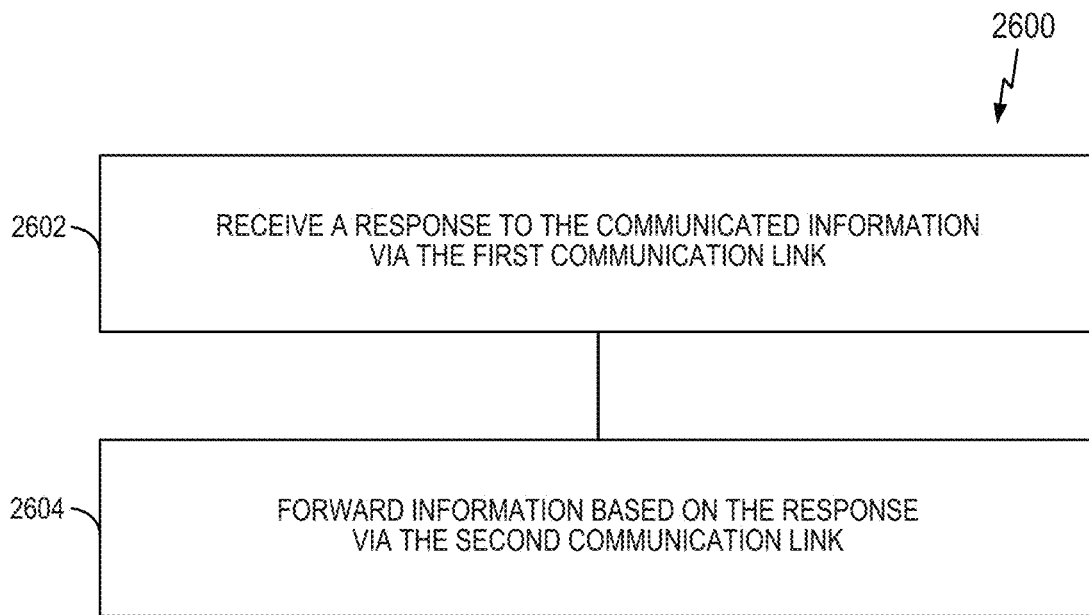 2600
2602
RECEIVE A RESPONSE TO THE COMMUNICATED INFORMATION
VIA THE FIRST COMMUNICATION LINK
2604
FORWARD INFORMATION BASED ON THE RESPONSE
VIA THE SECOND COMMUNICATION LINK